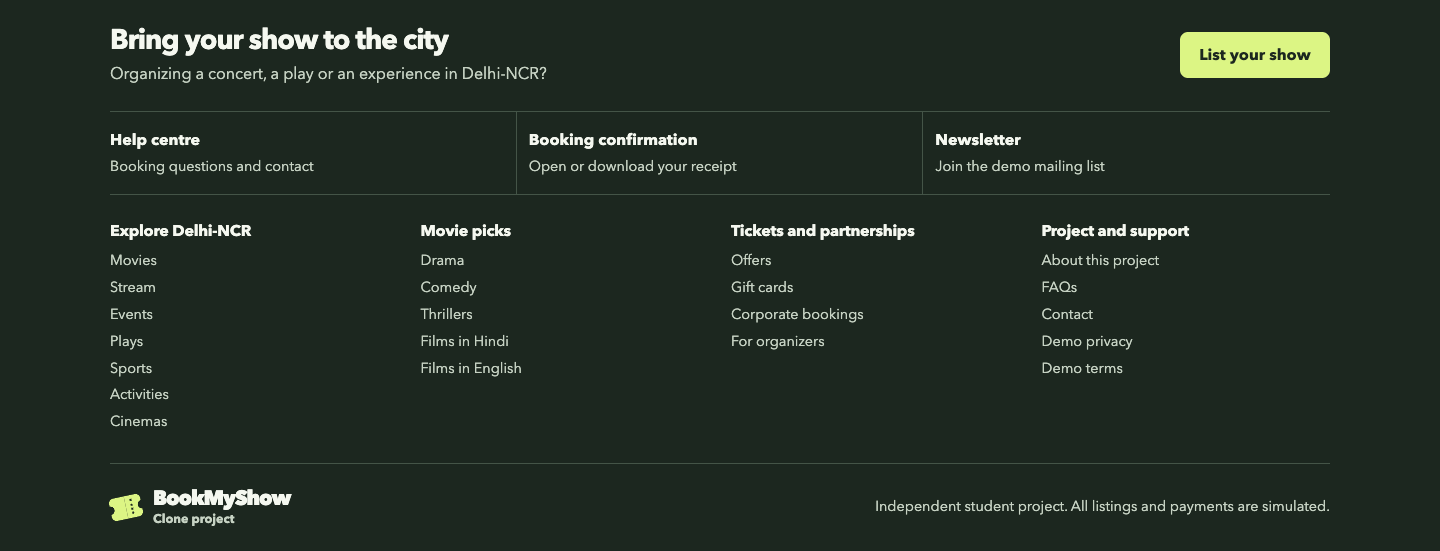 Bring your show to the city
Organizing a concert, a play or an experience in Delhi-NCR?
List your show
Help centre
Booking questions and contact
Booking confirmation
Open or download your receipt
Newsletter
Join the demo mailing list
Explore Delhi-NCR
Movies
Stream
Events
Plays
Sports
Activities
Cinemas
Movie picks
Drama
Comedy
Thrillers
Films in Hindi
Films in English
Tickets and partnerships
Offers
Gift cards
Corporate bookings
For organizers
Project and support
About this project
FAQs
Contact
Demo privacy
Demo terms
BookMyShow
Clone project
Independent student project. All listings and payments are simulated.